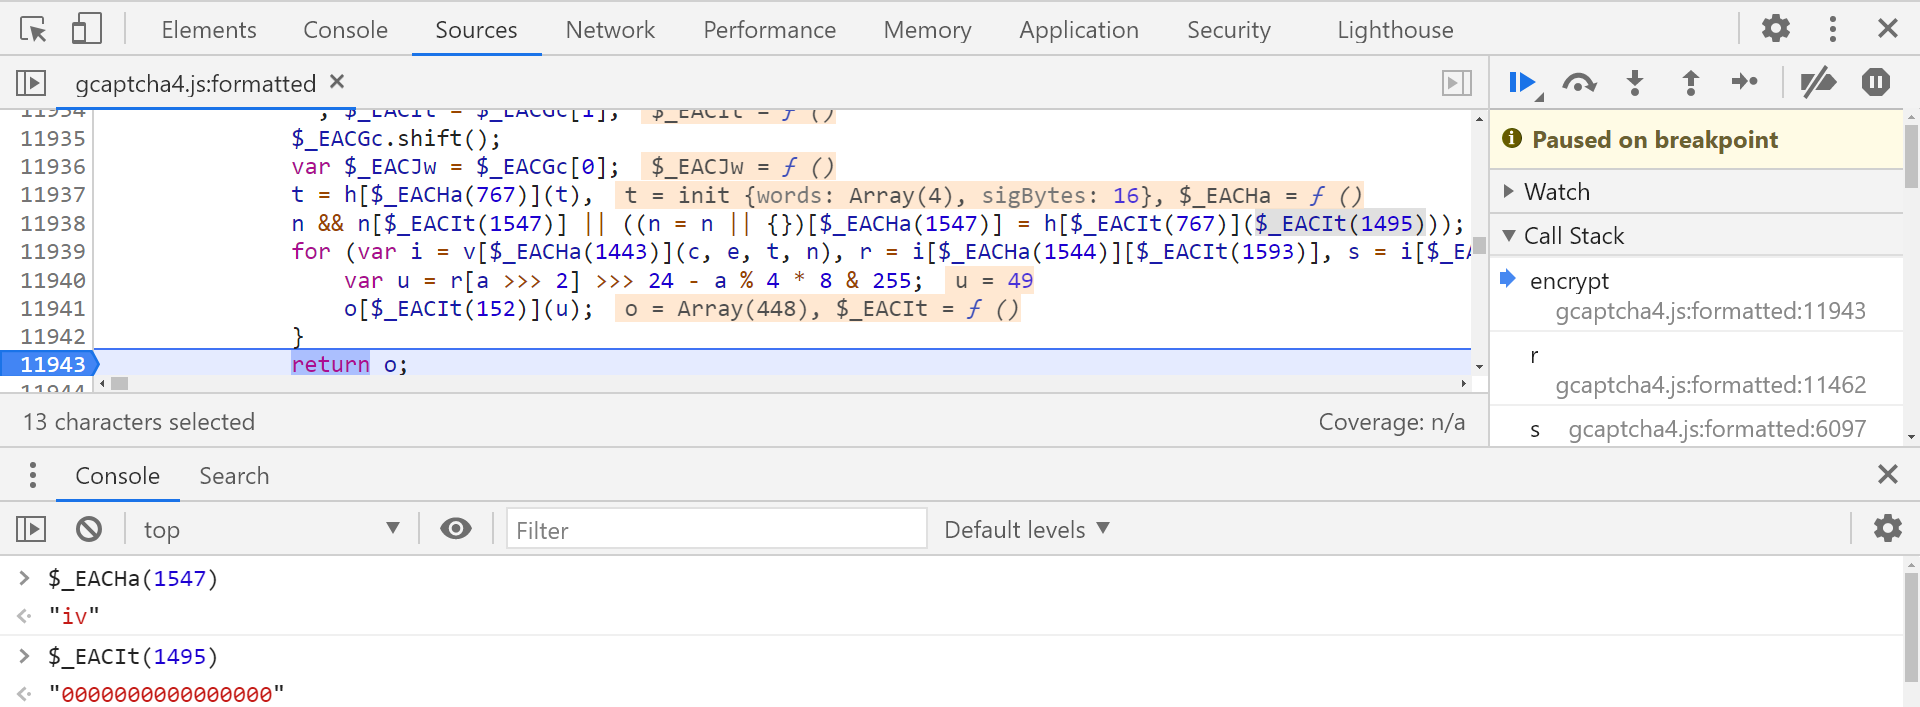 Elements Console Sources Network Performance Memory Application Security Lighthouse
gcaptcha4.js:formatted
11934 , $_EACIt = $_EACGc[1]; $_EACIt = ƒ ()
11935 $_EACGc.shift();
11936 var $_EACJw = $_EACGc[0]; $_EACJw = ƒ ()
11937 t = h[$_EACHa(767)](t), t = init {words: Array(4), sigBytes: 16}, $_EACHa = ƒ ()
11938 n && n[$_EACIt(1547)] || ((n = n || {})[$_EACHa(1547)] = h[$_EACIt(767)]($_EACIt(1495)));
11939 for (var i = v[$_EACHa(1443)](c, e, t, n), r = i[$_EACHa(1544)][$_EACIt(1593)], s = i[$_EA
11940 var u = r[a >>> 2] >>> 24 - a % 4 * 8 & 255; u = 49
11941 o[$_EACIt(152)](u); o = Array(448), $_EACIt = ƒ ()
11942 }
11943 return o;
11944
13 characters selected Coverage: n/a
Paused on breakpoint
Watch
Call Stack
encrypt
gcaptcha4.js:formatted:11943
r
gcaptcha4.js:formatted:11462
s gcaptcha4.js:formatted:6097
Console Search
top Filter Default levels
> $_EACHa(1547)
"iv"
> $_EACIt(1495)
"0000000000000000"